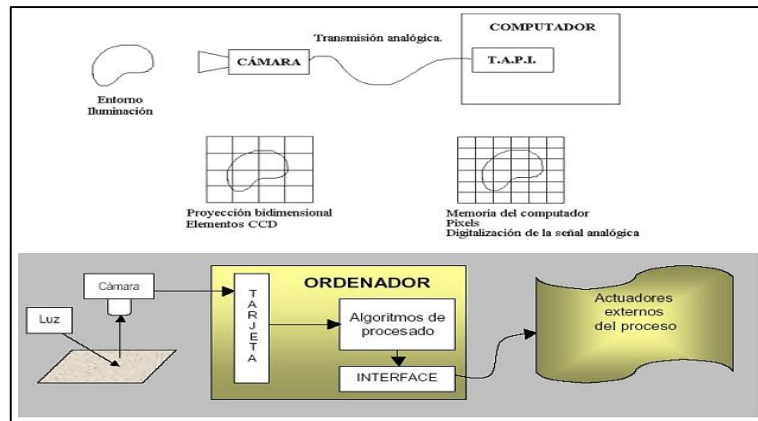 COMPUTADOR
Transmisión analógica.
CÁMARA
T.A.P.I.
Entorno
Iluminación
Proyección bidimensional
Elementos CCD
Memoria del computador
Pixels
Digitalización de la señal analógica
ORDENADOR
Cámara
Luz
TARJETA
Algoritmos de
procesado
INTERFACE
Actuadores
externos
del proceso